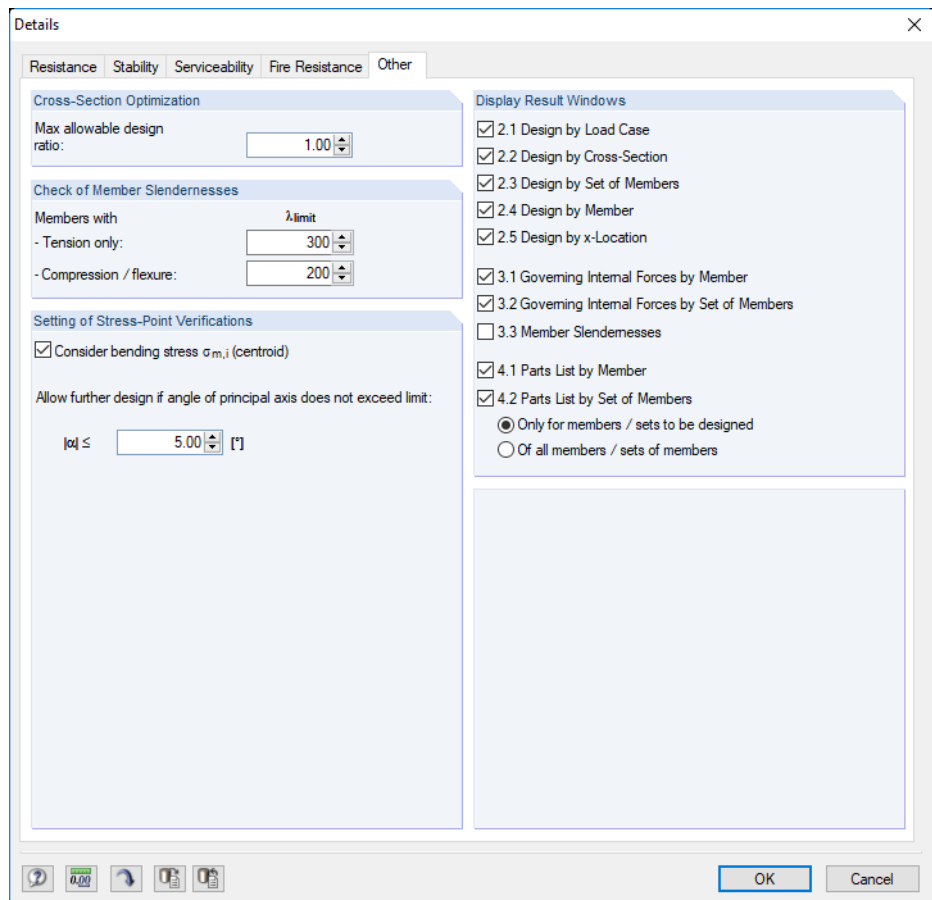 Details
Resistance Stability Serviceability Fire Resistance Other
Cross-Section Optimization
Max allowable design
ratio:
1.00
Check of Member Slendernesses
Members with
λlimit
- Tension only:
300
- Compression / flexure:
200
Setting of Stress-Point Verifications
Consider bending stress σm,i (centroid)
Allow further design if angle of principal axis does not exceed limit:
|α| ≤ 5.00 [°]
Display Result Windows
2.1 Design by Load Case
2.2 Design by Cross-Section
2.3 Design by Set of Members
2.4 Design by Member
2.5 Design by x-Location
3.1 Governing Internal Forces by Member
3.2 Governing Internal Forces by Set of Members
3.3 Member Slendernesses
4.1 Parts List by Member
4.2 Parts List by Set of Members
Only for members / sets to be designed
Of all members / sets of members
0.00
OK
Cancel